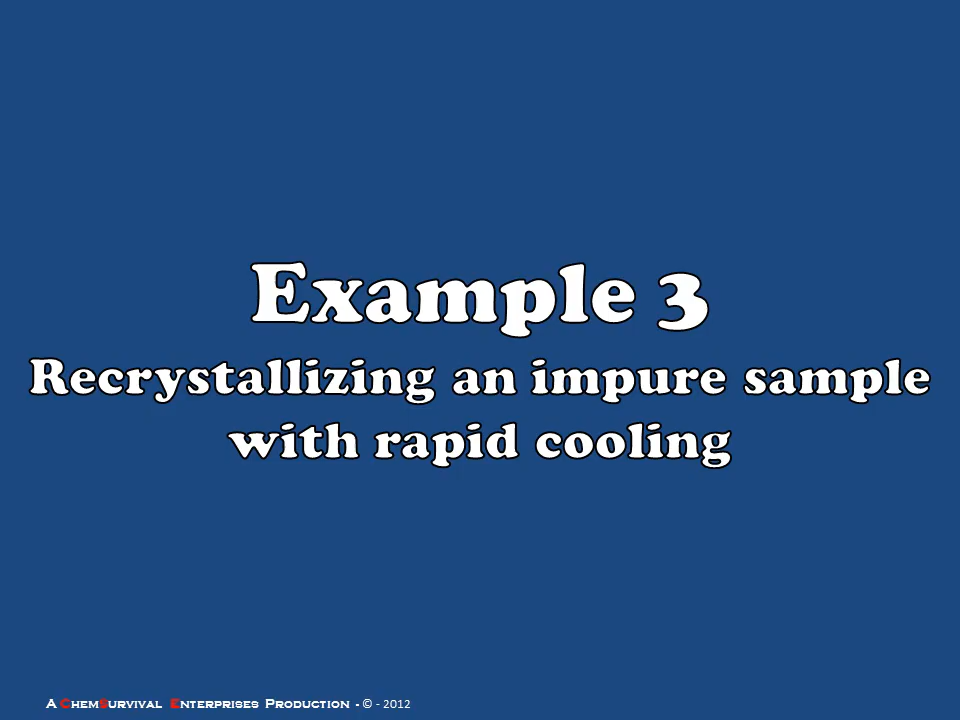 Example 3
Recrystallizing an impure sample
with rapid cooling
A ChemSurvival Enterprises Production - © - 2012